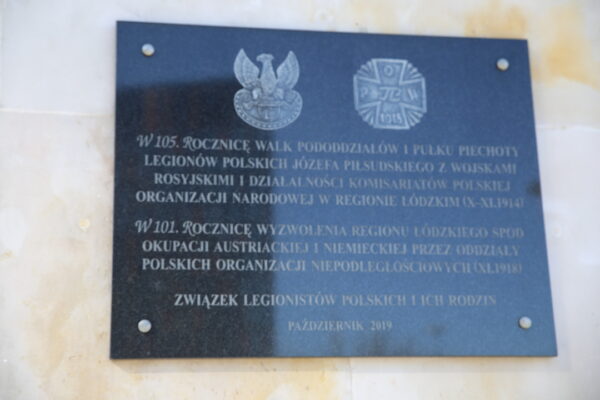 W 105. ROCZNICĘ WALK PODODDZIAŁÓW I PUŁKU PIECHOTY
LEGIONÓW POLSKICH JÓZEFA PIŁSUDSKIEGO Z WOJSKAMI
ROSYJSKIMI I DZIAŁALNOŚCI KOMISARIATÓW POLSKIEJ
ORGANIZACJI NARODOWEJ W REGIONIE ŁÓDZKIM (X-XI.1914)
W 101. ROCZNICĘ WYZWOLENIA REGIONU ŁÓDZKIEGO SPOD
OKUPACJI AUSTRIACKIEJ I NIEMIECKIEJ PRZEZ ODDZIAŁY
POLSKICH ORGANIZACJI NIEPODLEGŁOŚCIOWYCH (XI.1918)
ZWIĄZEK LEGIONISTÓW POLSKICH I ICH RODZIN
PAŹDZIERNIK 2019